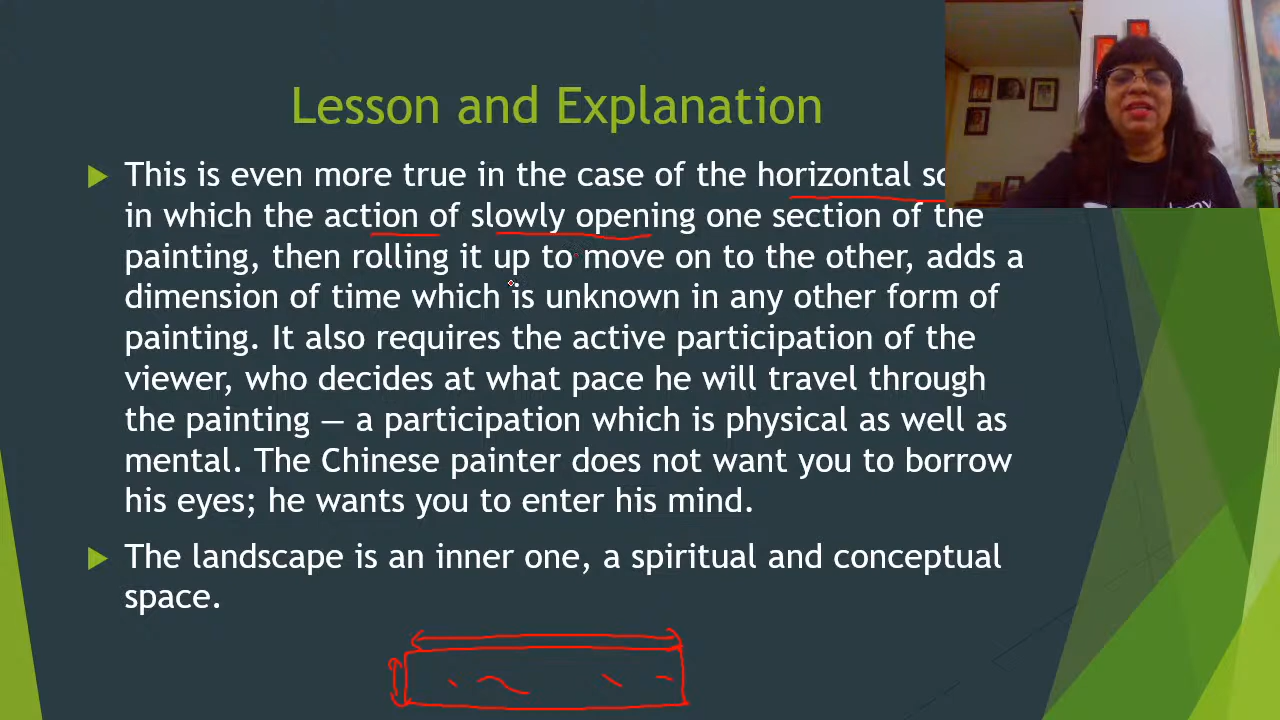 Lesson and Explanation
This is even more true in the case of the horizontal
in which the action of slowly opening one section of the
painting, then rolling it up to move on to the other, adds a
dimension of time which is unknown in any other form of
painting. It also requires the active participation of the
viewer, who decides at what pace he will travel through
the painting — a participation which is physical as well as
mental. The Chinese painter does not want you to borrow
his eyes; he wants you to enter his mind.
The landscape is an inner one, a spiritual and conceptual
space.